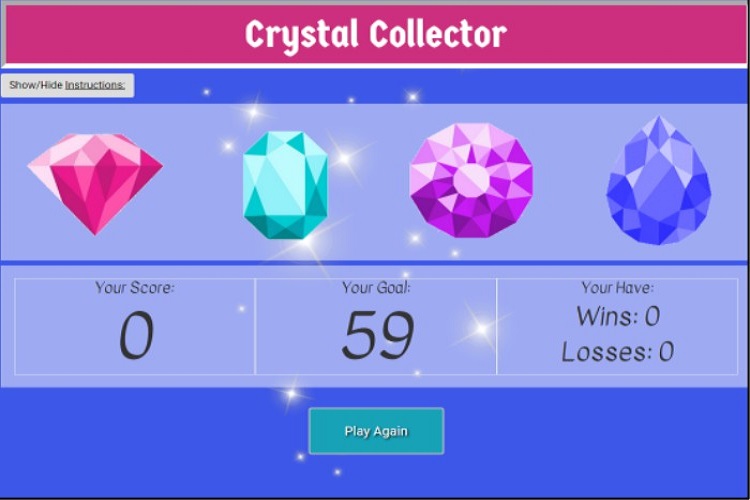 Crystal Collector
Show/Hide Instructions:
Your Score:
0
Your Goal:
59
Your Have:
Wins: 0
Losses: 0
Play Again